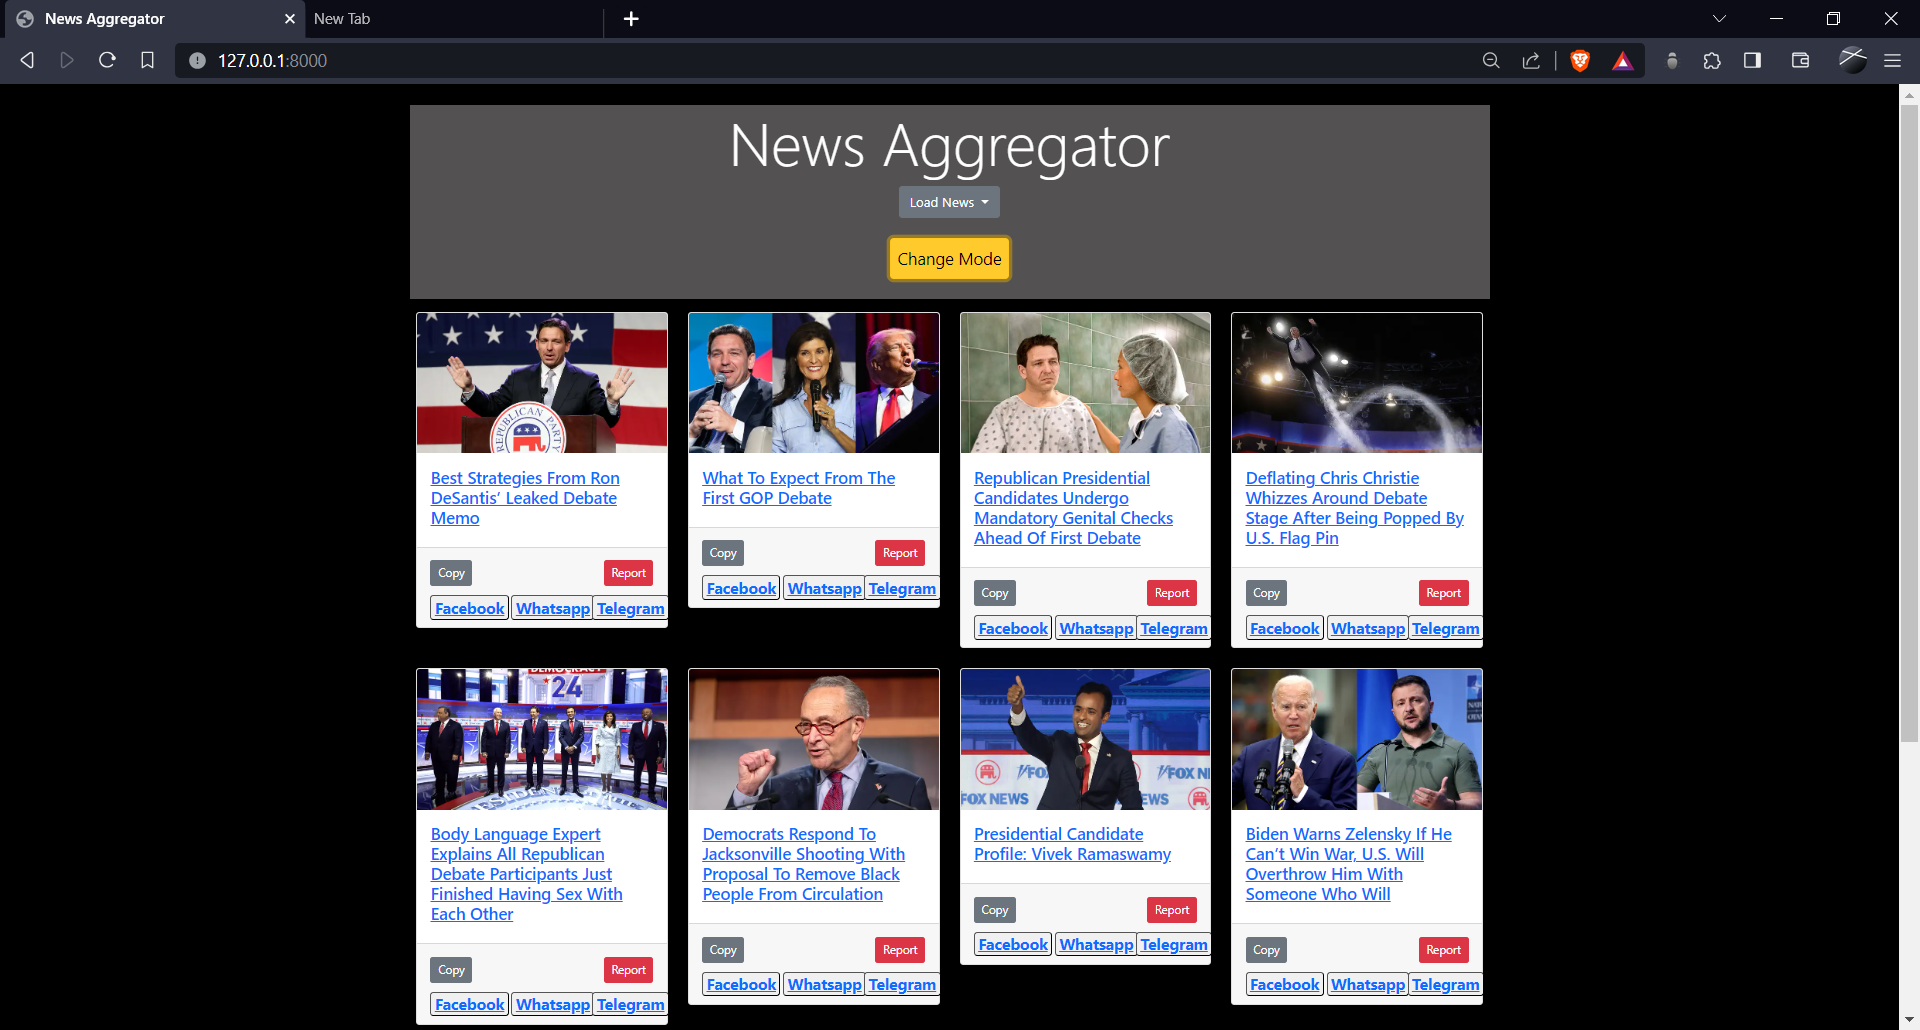 News Aggregator
New Tab
127.0.0.1:8000
News Aggregator
Load News
Change Mode
REPUBLICAN PARTY
Best Strategies From Ron
DeSantis’ Leaked Debate
Memo
Copy
Report
Facebook
Whatsapp
Telegram
What To Expect From The
First GOP Debate
Copy
Report
Facebook
Whatsapp
Telegram
Republican Presidential
Candidates Undergo
Mandatory Genital Checks
Ahead Of First Debate
Copy
Report
Facebook
Whatsapp
Telegram
Deflating Chris Christie
Whizzes Around Debate
Stage After Being Popped By
U.S. Flag Pin
Copy
Report
Facebook
Whatsapp
Telegram
DEMOCRACY
24
Body Language Expert
Explains All Republican
Debate Participants Just
Finished Having Sex With
Each Other
Copy
Report
Facebook
Whatsapp
Telegram
Democrats Respond To
Jacksonville Shooting With
Proposal To Remove Black
People From Circulation
Copy
Report
Facebook
Whatsapp
Telegram
FOX NEWS
Presidential Candidate
Profile: Vivek Ramaswamy
Copy
Report
Facebook
Whatsapp
Telegram
Biden Warns Zelensky If He
Can’t Win War, U.S. Will
Overthrow Him With
Someone Who Will
Copy
Report
Facebook
Whatsapp
Telegram